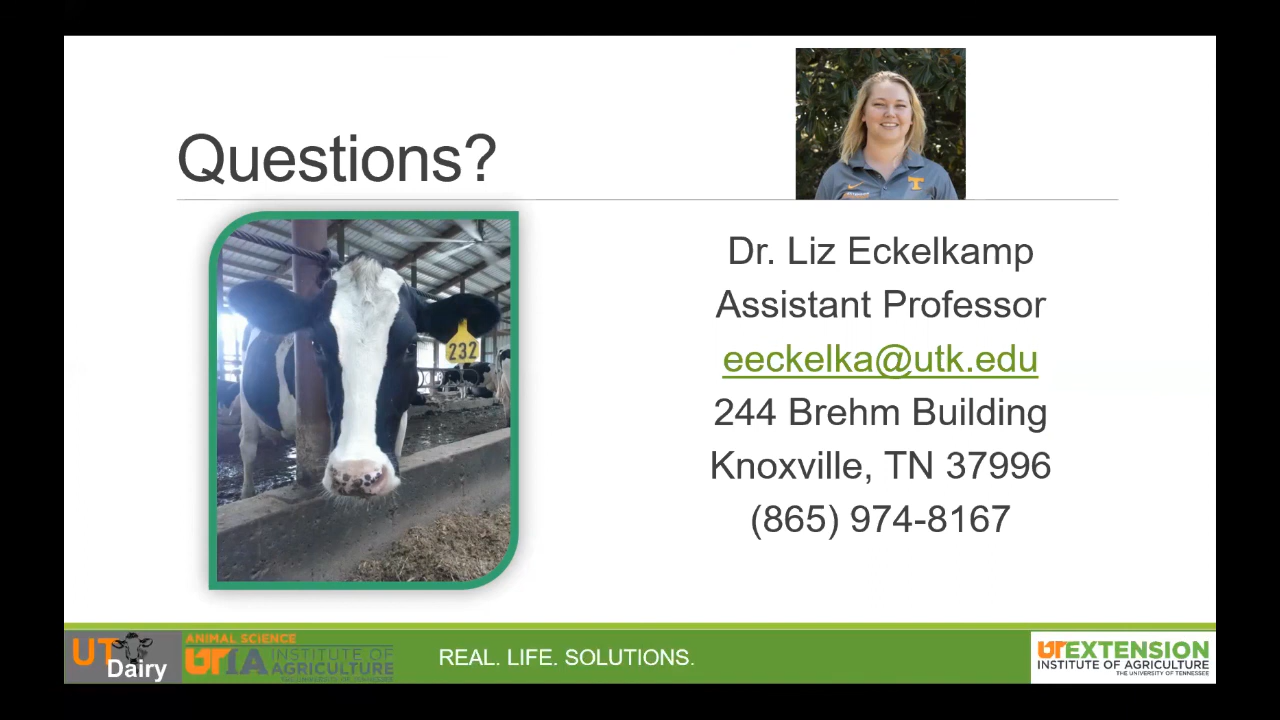 Questions?
T
232
Dr. Liz Eckelkamp
Assistant Professor
eeckelka@utk.edu
244 Brehm Building
Knoxville, TN 37996
(865) 974-8167
UT
Dairy
ANIMAL SCIENCE
UTIA INSTITUTE OF
AGRICULTURE
REAL. LIFE. SOLUTIONS.
UTEXTENSION
INSTITUTE OF AGRICULTURE
THE UNIVERSITY OF TENNESSEE